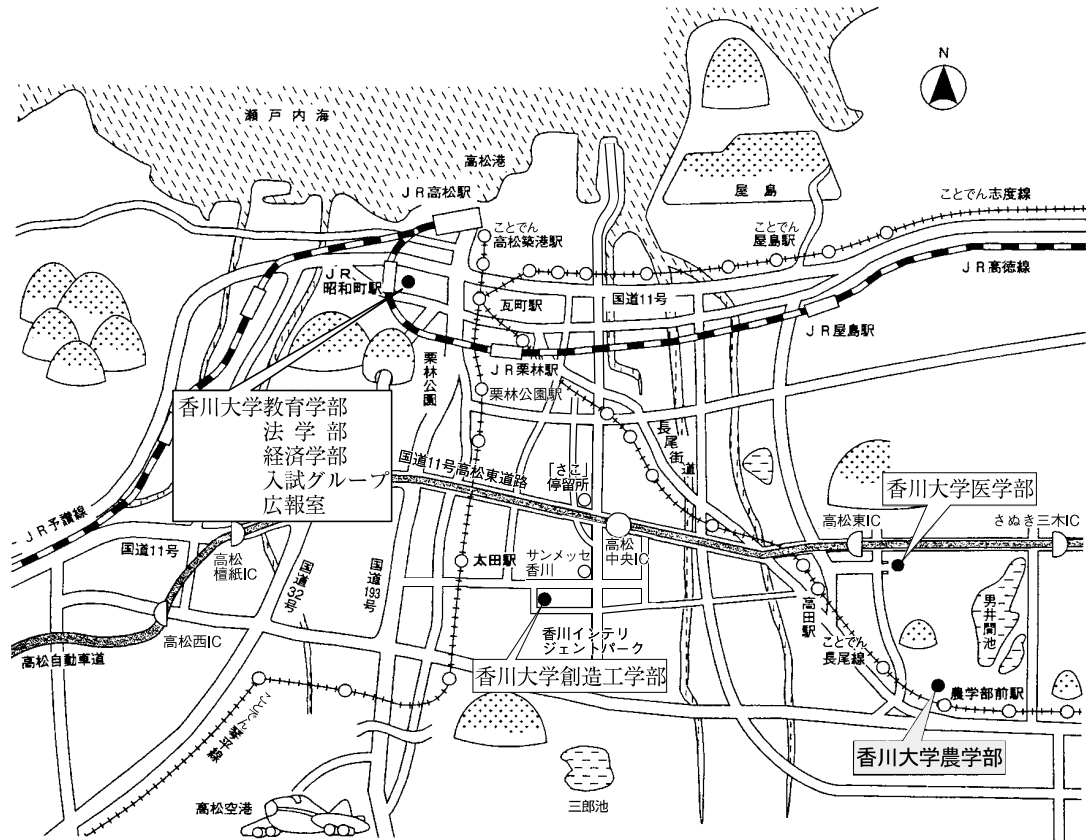 N
瀬戸内海
高松港
JR高松駅
屋島
ことでん志度線
ことでん
高松築港駅
ことでん
屋島駅
JR高徳線
JR
昭和町駅
瓦町駅
国道11号
JR屋島駅
栗林公園
JR栗林駅
栗林公園駅
香川大学教育学部
法学部
経済学部
入試グループ
広報室
長尾街道
国道11号高松東道路
「さこ」
停留所
香川大学医学部
JR予讃線
国道11号
高松
檀紙IC
高松東IC
さぬき三木IC
太田駅
サンメッセ
香川
高松
中央IC
国道32号
国道193号
高田駅
男井間池
高松西IC
香川インテリ
ジェントパーク
ことでん
長尾線
高松自動車道
香川大学創造工学部
農学部前駅
ことでん琴平線
香川大学農学部
高松空港
三郎池